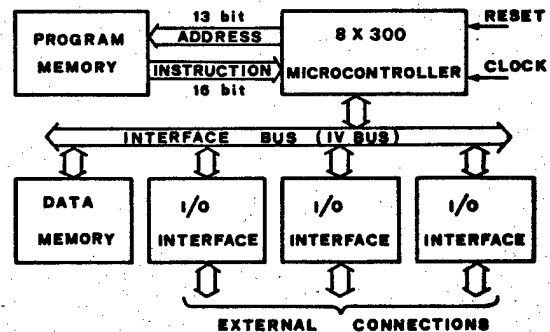 13 bit
ADDRESS
PROGRAM
MEMORY
INSTRUCTION
16 bit
8 X 300
MICROCONTROLLER
RESET
CLOCK
INTERFACE BUS (IV BUS)
DATA
MEMORY
I/O
INTERFACE
I/O
INTERFACE
I/O
INTERFACE
EXTERNAL CONNECTIONS